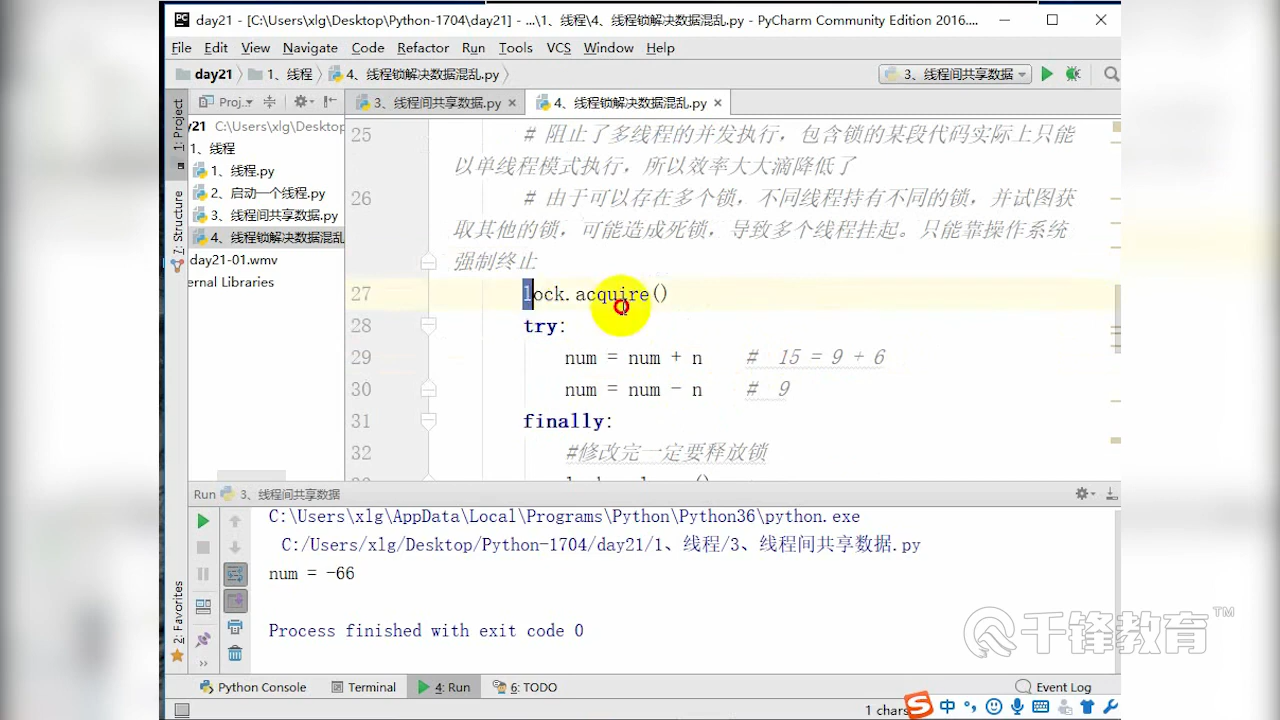 day21 - [C:\Users\xlg\Desktop\Python-1704\day21] - ...\1、线程\4、线程锁解决数据混乱.py - PyCharm Community Edition 2016....
File Edit View Navigate Code Refactor Run Tools VCS Window Help
day21 1、线程 4、线程锁解决数据混乱.py
3、线程间共享数据
Proj..
3、线程间共享数据.py
4、线程锁解决数据混乱.py
1: Project
Z: Structure
2: Favorites
y21 C:\Users\xlg\Desktop
1、线程
1、线程.py
2、启动一个线程.py
3、线程间共享数据.py
4、线程锁解决数据混乱
day21-01.wmv
ernal Libraries
25 # 阻止了多线程的并发执行，包含锁的某段代码实际上只能
以单线程模式执行，所以效率大大滴降低了
26 # 由于可以存在多个锁，不同线程持有不同的锁，并试图获
取其他的锁，可能造成死锁，导致多个线程挂起。只能靠操作系统
强制终止
27 lock.acquire()
28 try:
29 num = num + n # 15 = 9 + 6
30 num = num - n # 9
31 finally:
32 #修改完一定要释放锁
Run 3、线程间共享数据
C:\Users\xlg\AppData\Local\Programs\Python\Python36\python.exe
C:/Users/xlg/Desktop/Python-1704/day21/1、线程/3、线程间共享数据.py
num = -66
Process finished with exit code 0
千锋教育™
Python Console Terminal 4: Run 6: TODO Event Log
1 chars
中